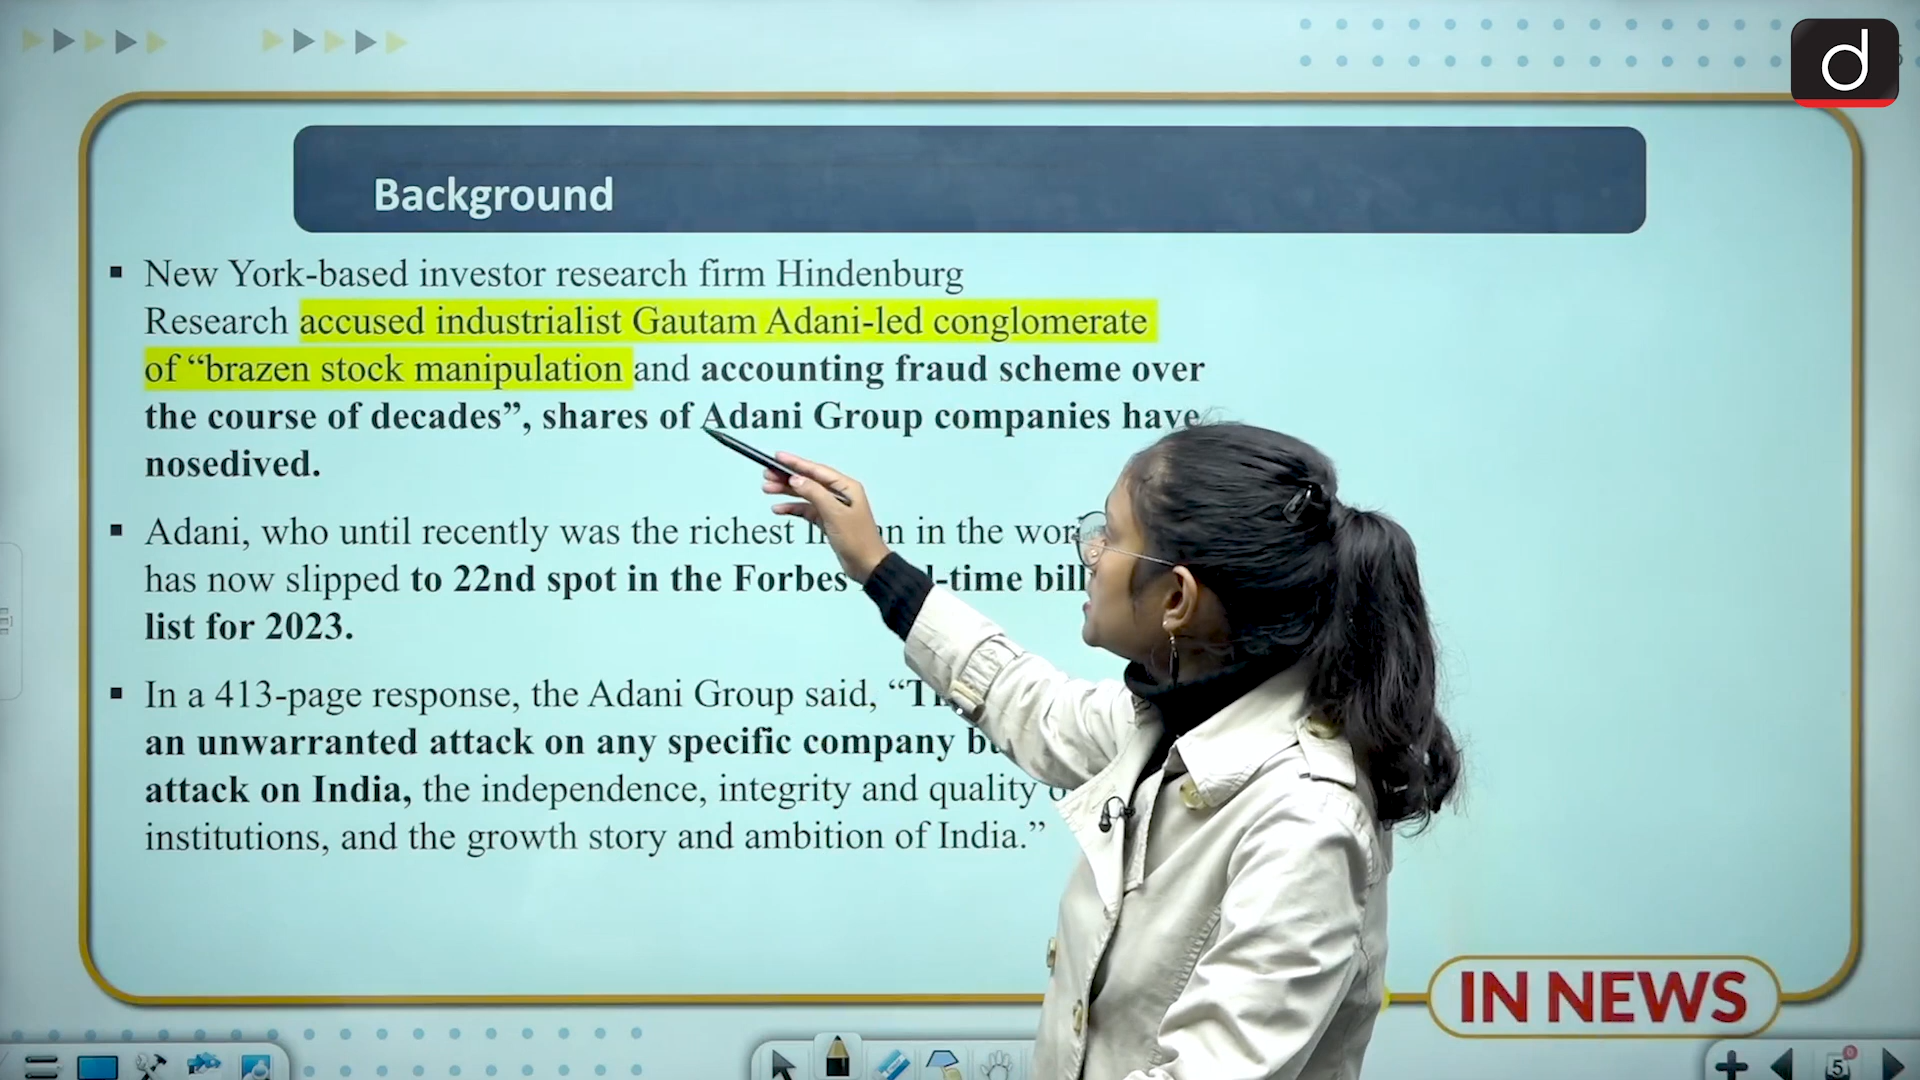 d
Background
New York-based investor research firm Hindenburg
Research accused industrialist Gautam Adani-led conglomerate
of “brazen stock manipulation and accounting fraud scheme over
the course of decades”, shares of Adani Group companies have
nosedived.
Adani, who until recently was the richest in the
has now slipped to 22nd spot in the Forbes
list for 2023.
In a 413-page response, the Adani Group said,
an unwarranted attack on any specific company
attack on India, the independence, integrity and quality
institutions, and the growth story and ambition of India.”
IN NEWS
5